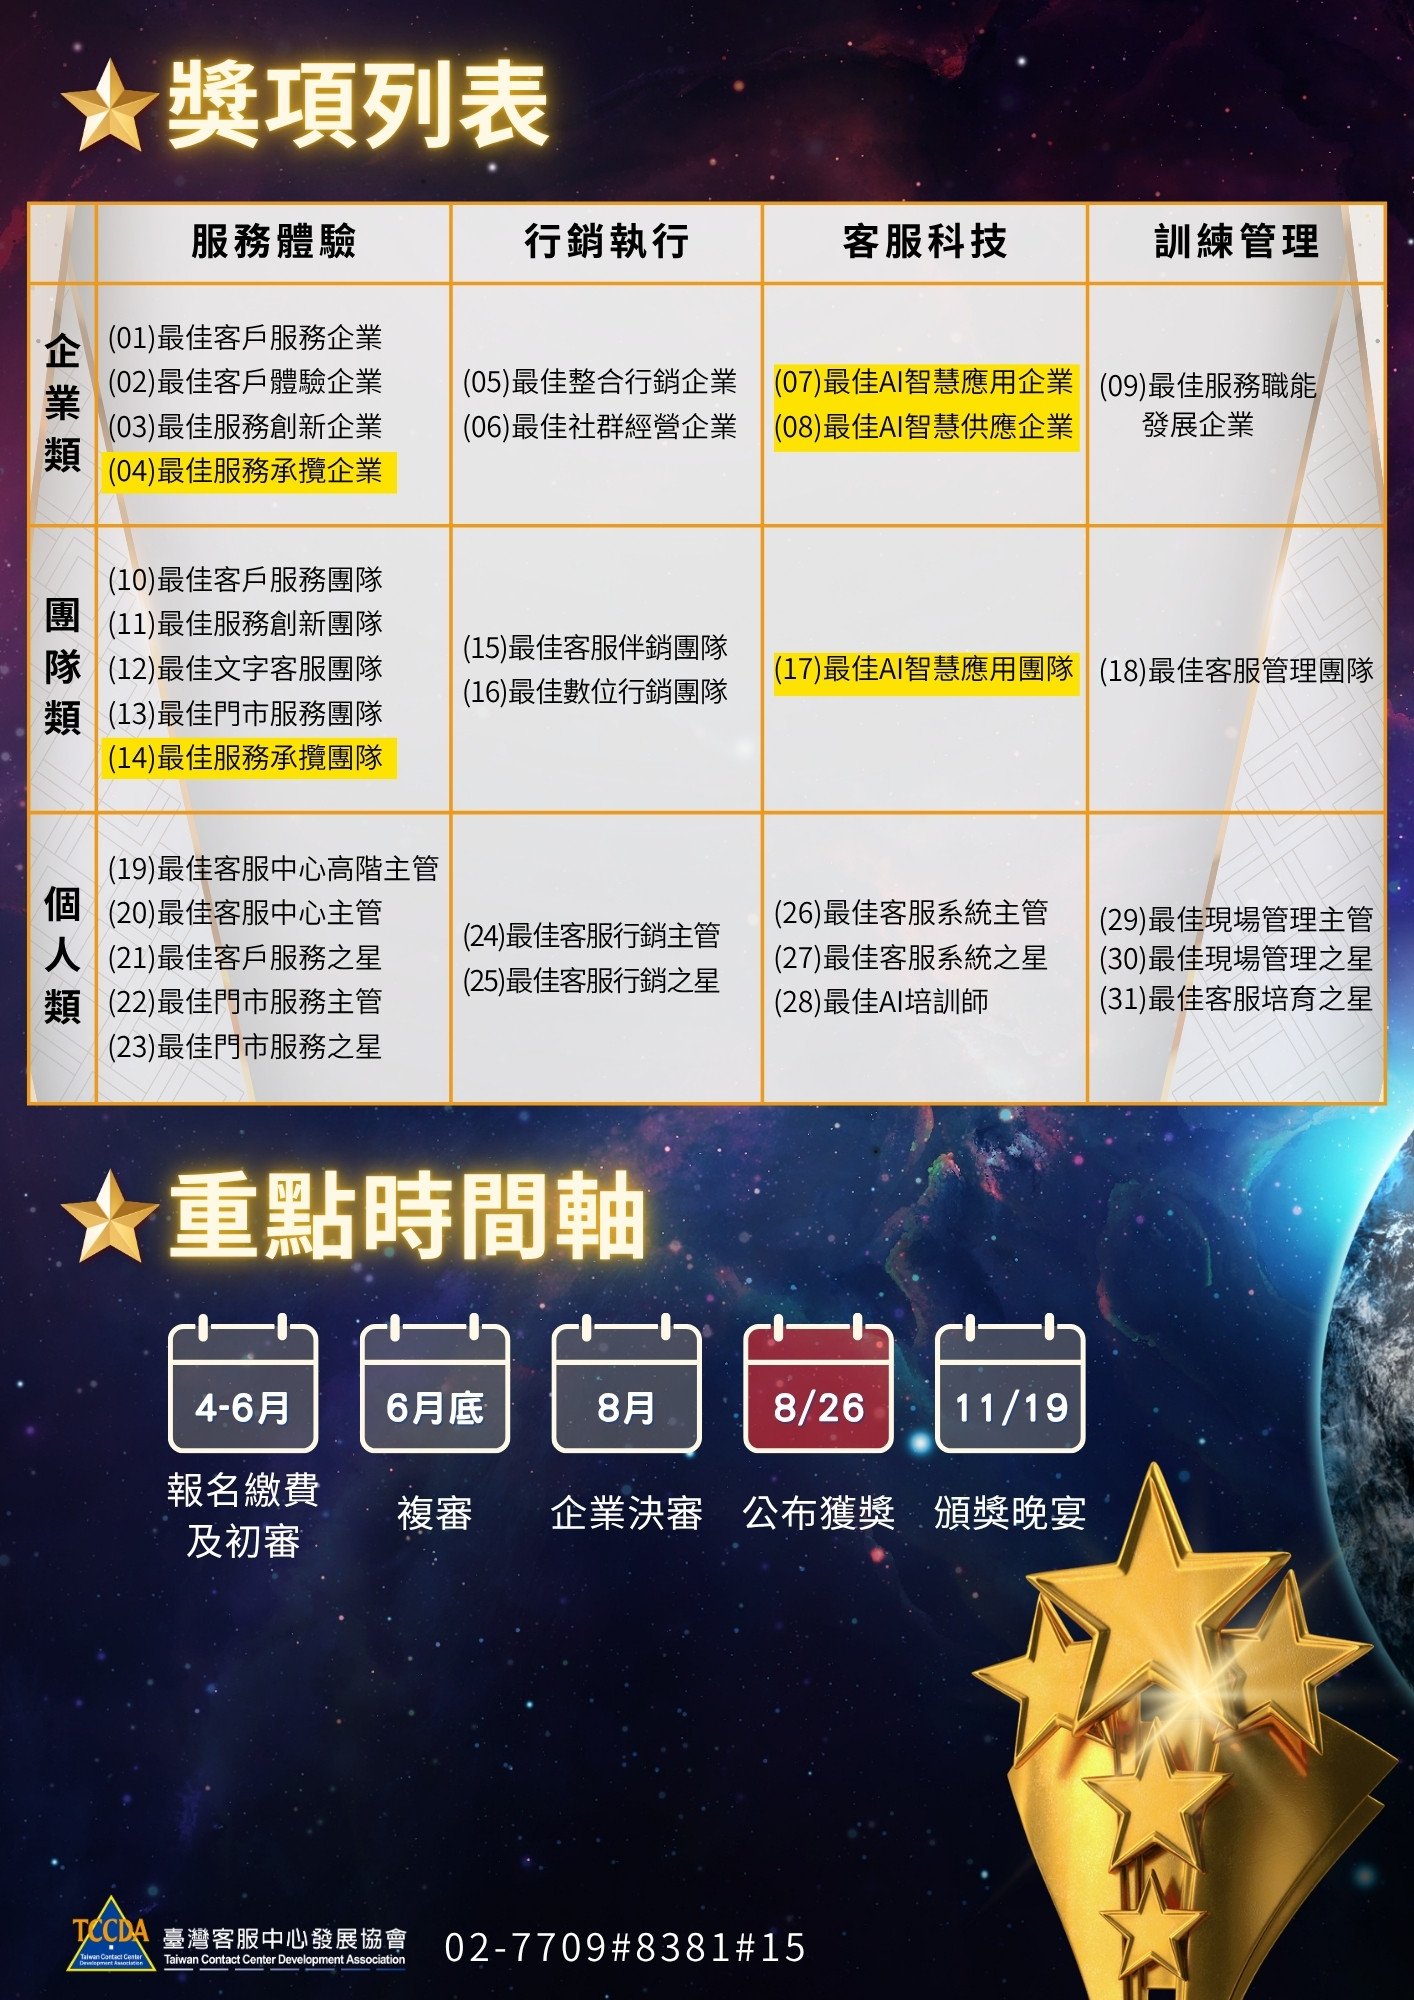 獎項列表
服務體驗
行銷執行
客服科技
訓練管理
企業類
(01)最佳客戶服務企業
(02)最佳客戶體驗企業
(03)最佳服務創新企業
(04)最佳服務承攬企業
(05)最佳整合行銷企業
(06)最佳社群經營企業
(07)最佳AI智慧應用企業
(08)最佳AI智慧供應企業
(09)最佳服務職能
發展企業
團隊類
(10)最佳客戶服務團隊
(11)最佳服務創新團隊
(12)最佳文字客服團隊
(13)最佳門市服務團隊
(14)最佳服務承攬團隊
(15)最佳客服伴銷團隊
(16)最佳數位行銷團隊
(17)最佳AI智慧應用團隊
(18)最佳客服管理團隊
個人類
(19)最佳客服中心高階主管
(20)最佳客服中心主管
(21)最佳客戶服務之星
(22)最佳門市服務主管
(23)最佳門市服務之星
(24)最佳客服行銷主管
(25)最佳客服行銷之星
(26)最佳客服系統主管
(27)最佳客服系統之星
(28)最佳AI培訓師
(29)最佳現場管理主管
(30)最佳現場管理之星
(31)最佳客服培育之星
重點時間軸
4-6月
報名繳費
及初審
6月底
複審
8月
企業決審
8/26
公布獲獎
11/19
頒獎晚宴
TCCDA
Taiwan Contact Center
Development Association
臺灣客服中心發展協會
Taiwan Contact Center Development Association
02-7709#8381#15